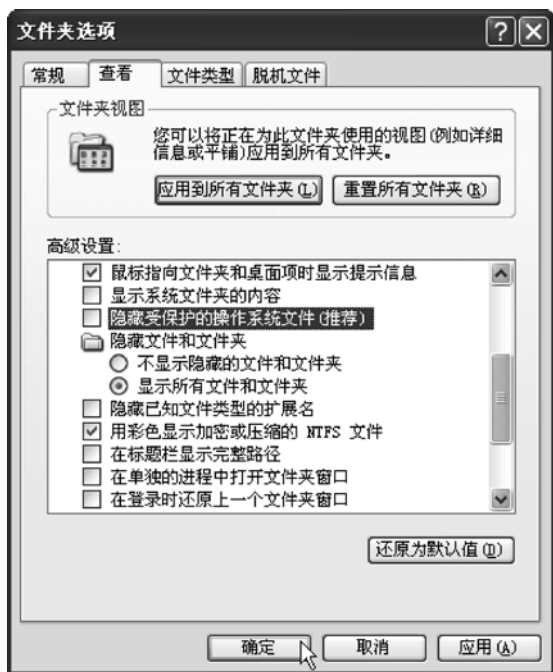 文件夹选项
常规 查看 文件类型 脱机文件
文件夹视图
您可以将正在为此文件夹使用的视图(例如详细
信息或平铺)应用到所有文件夹。
应用到所有文件夹(L) 重置所有文件夹(R)
高级设置:
鼠标指向文件夹和桌面项时显示提示信息
显示系统文件夹的内容
隐藏受保护的操作系统文件(推荐)
隐藏文件和文件夹
不显示隐藏的文件和文件夹
显示所有文件和文件夹
隐藏已知文件类型的扩展名
用彩色显示加密或压缩的 NTFS 文件
在标题栏显示完整路径
在单独的进程中打开文件夹窗口
在登录时还原上一个文件夹窗口
还原为默认值(D)
确定 取消 应用(A)